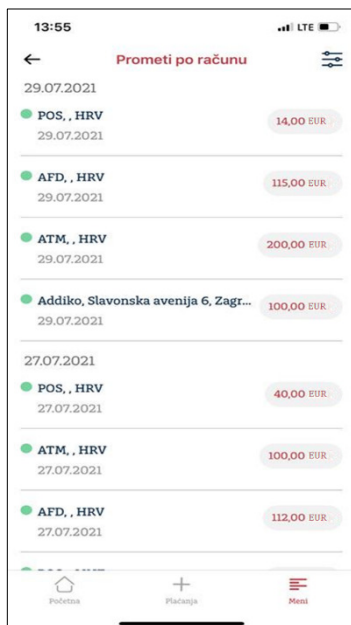 13:55 LTE
Prometi po računu
29.07.2021
POS, , HRV 14,00 EUR
29.07.2021
AFD, , HRV 115,00 EUR
29.07.2021
ATM, , HRV 200,00 EUR
29.07.2021
Addiko, Slavonska avenija 6, Zagr... 100,00 EUR
29.07.2021
27.07.2021
POS, , HRV 40,00 EUR
27.07.2021
ATM, , HRV 100,00 EUR
27.07.2021
AFD, , HRV 112,00 EUR
27.07.2021
Početna Plaćanja Meni